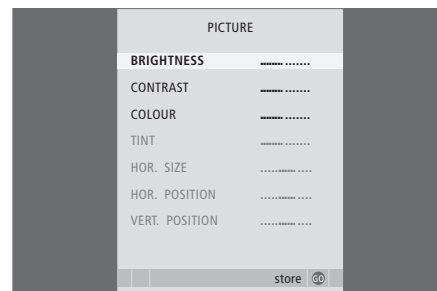 PICTURE
BRIGHTNESS
CONTRAST
COLOUR
TINT
HOR. SIZE
HOR. POSITION
VERT. POSITION
store GO